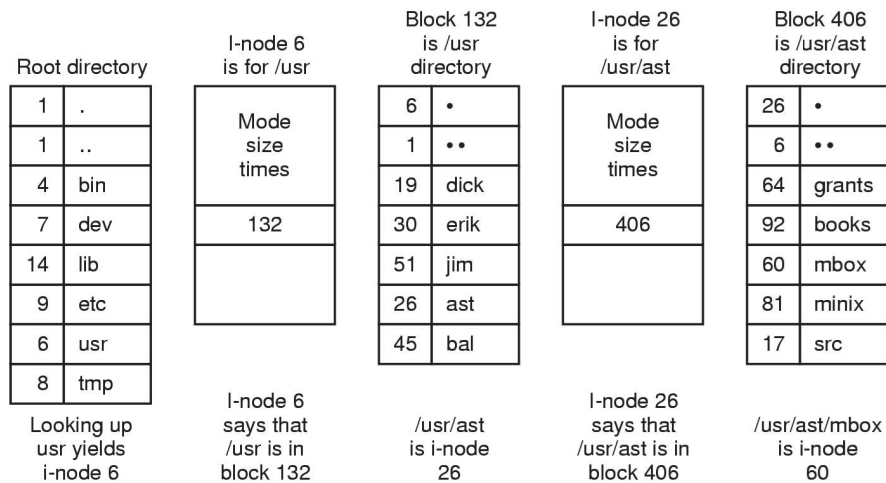 Root directory
1 .
1 ..
4 bin
7 dev
14 lib
9 etc
6 usr
8 tmp
Looking up
usr yields
i-node 6
I-node 6
is for /usr
Mode
size
times
132
I-node 6
says that
/usr is in
block 132
Block 132
is /usr
directory
6 •
1 ••
19 dick
30 erik
51 jim
26 ast
45 bal
/usr/ast
is i-node
26
I-node 26
is for
/usr/ast
Mode
size
times
406
I-node 26
says that
/usr/ast is in
block 406
Block 406
is /usr/ast
directory
26 •
6 ••
64 grants
92 books
60 mbox
81 minix
17 src
/usr/ast/mbox
is i-node
60